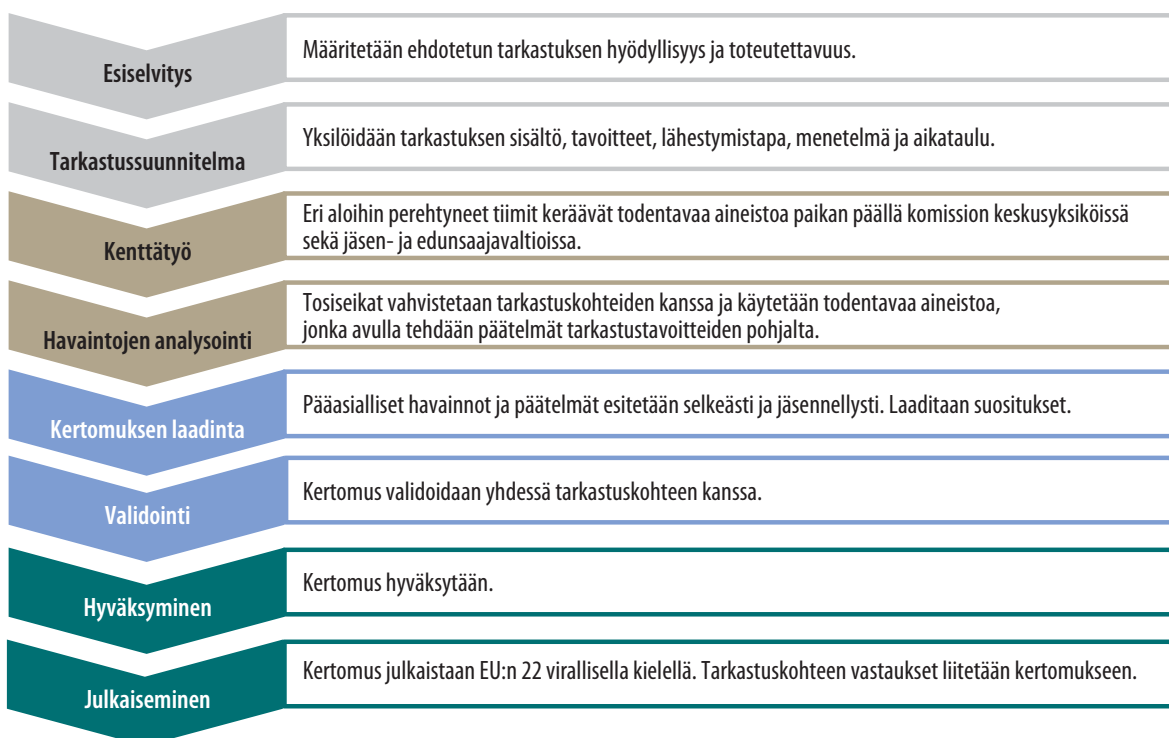 Esiselvitys
Määritetään ehdotetun tarkastuksen hyödyllisyys ja toteutettavuus.
Tarkastussuunnitelma
Yksilöidään tarkastuksen sisältö, tavoitteet, lähestymistapa, menetelmä ja aikataulu.
Kenttätyö
Eri aloihin perehtyneet tiimit keräävät todentavaa aineistoa paikan päällä komission keskusyksiköissä
sekä jäsen- ja edunsaajavaltioissa.
Havaintojen analysointi
Tosiseikat vahvistetaan tarkastuskohteiden kanssa ja käytetään todentavaa aineistoa,
jonka avulla tehdään päätelmät tarkastustavoitteiden pohjalta.
Kertomuksen laadinta
Pääasialliset havainnot ja päätelmät esitetään selkeästi ja jäsennellysti. Laaditaan suositukset.
Validointi
Kertomus validoidaan yhdessä tarkastuskohteen kanssa.
Hyväksyminen
Kertomus hyväksytään.
Julkaiseminen
Kertomus julkaistaan EU:n 22 virallisella kielellä. Tarkastuskohteen vastaukset liitetään kertomukseen.